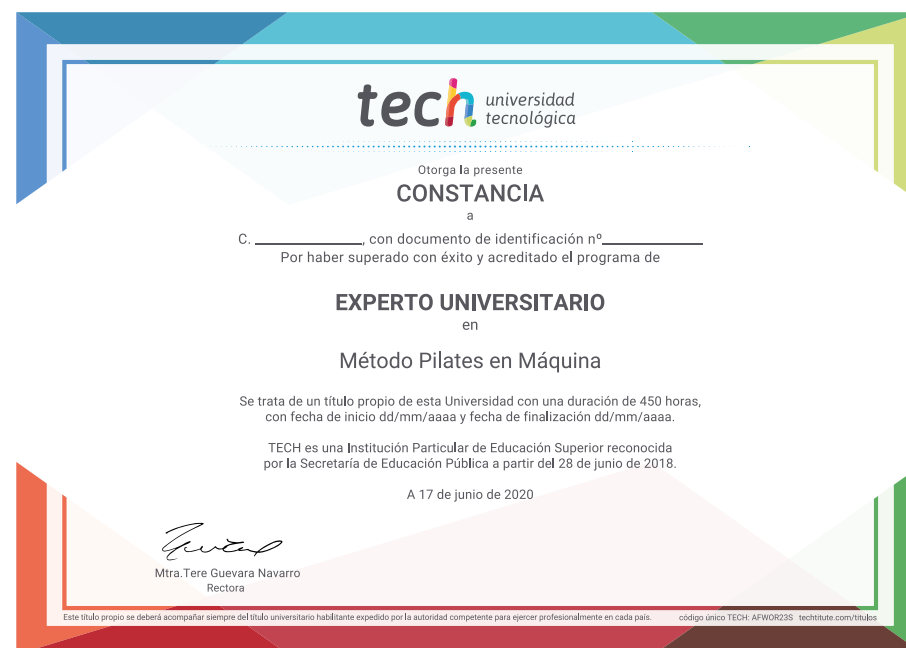 tech universidad
tecnológica
Otorga la presente
CONSTANCIA
a
C. ____________, con documento de identificación nº____________
Por haber superado con éxito y acreditado el programa de
EXPERTO UNIVERSITARIO
en
Método Pilates en Máquina
Se trata de un título propio de esta Universidad con una duración de 450 horas,
con fecha de inicio dd/mm/aaaa y fecha de finalización dd/mm/aaaa.
TECH es una Institución Particular de Educación Superior reconocida
por la Secretaría de Educación Pública a partir del 28 de junio de 2018.
A 17 de junio de 2020
Mtra.Tere Guevara Navarro
Rectora
Este título propio se deberá acompañar siempre del título universitario habilitante expedido por la autoridad competente para ejercer profesionalmente en cada país. código único TECH: AFWOR23S techtitute.com/titulos